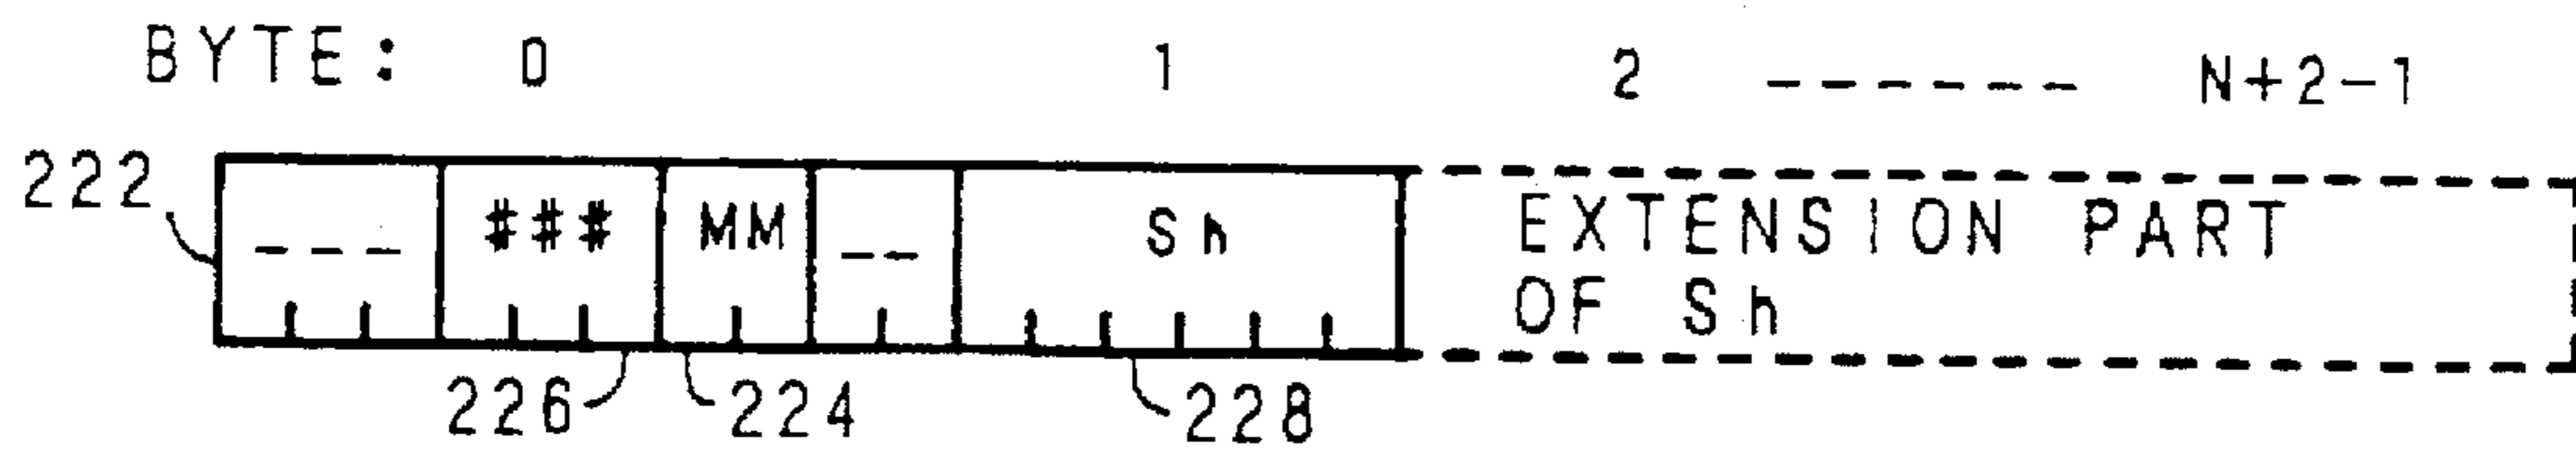 BYTE: 0 1 2 ------ N+2-1
222 --- ### MM -- Sh EXTENSION PART
OF Sh
226 224 228